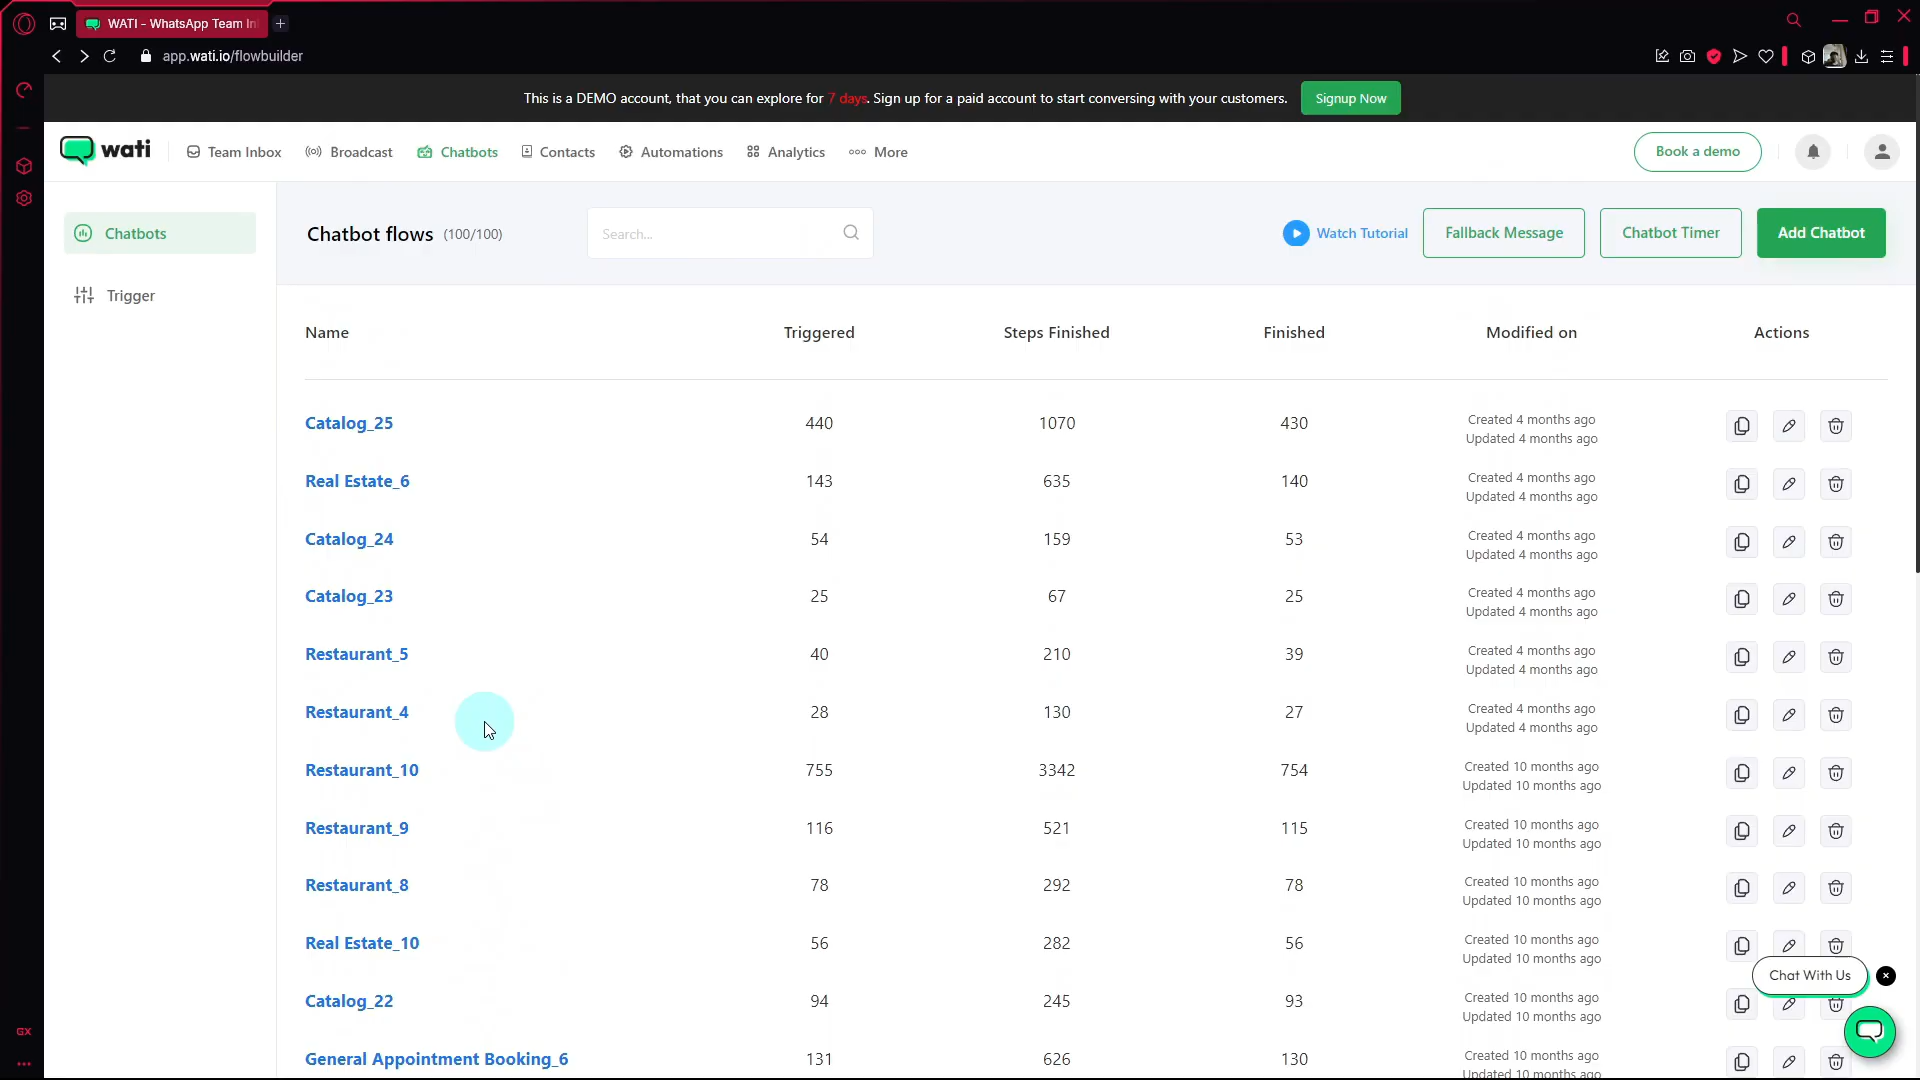 WATI - WhatsApp Team In
app.wati.io/flowbuilder
This is a DEMO account, that you can explore for 7 days. Sign up for a paid account to start conversing with your customers. Signup Now
wati Team Inbox Broadcast Chatbots Contacts Automations Analytics More Book a demo
Chatbots
Trigger
Chatbot flows (100/100) Search... Watch Tutorial Fallback Message Chatbot Timer Add Chatbot
Name Triggered Steps Finished Finished Modified on Actions
Catalog_25 440 1070 430 Created 4 months ago
Updated 4 months ago
Real Estate_6 143 635 140 Created 4 months ago
Updated 4 months ago
Catalog_24 54 159 53 Created 4 months ago
Updated 4 months ago
Catalog_23 25 67 25 Created 4 months ago
Updated 4 months ago
Restaurant_5 40 210 39 Created 4 months ago
Updated 4 months ago
Restaurant_4 28 130 27 Created 4 months ago
Updated 4 months ago
Restaurant_10 755 3342 754 Created 10 months ago
Updated 10 months ago
Restaurant_9 116 521 115 Created 10 months ago
Updated 10 months ago
Restaurant_8 78 292 78 Created 10 months ago
Updated 10 months ago
Real Estate_10 56 282 56 Created 10 months ago
Updated 10 months ago
Chat With Us
Catalog_22 94 245 93 Created 10 months ago
Updated 10 months ago
General Appointment Booking_6 131 626 130 Created 10 months ago
Updated 10 months ago
GX